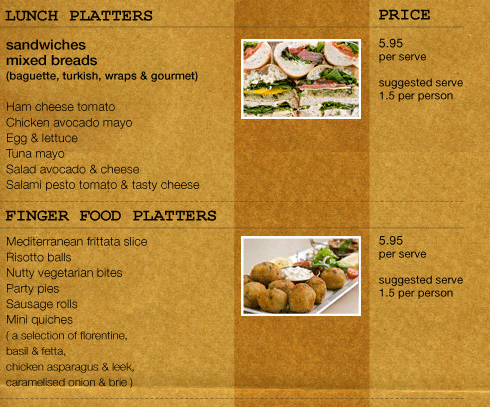 LUNCH PLATTERS
PRICE
sandwiches
mixed breads
(baguette, turkish, wraps & gourmet)
Ham cheese tomato
Chicken avocado mayo
Egg & lettuce
Tuna mayo
Salad avocado & cheese
Salami pesto tomato & tasty cheese
5.95
per serve
suggested serve
1.5 per person
FINGER FOOD PLATTERS
Mediterranean frittata slice
Risotto balls
Nutty vegetarian bites
Party pies
Sausage rolls
Mini quiches
( a selection of florentine,
basil & fetta,
chicken asparagus & leek,
caramelised onion & brie )
5.95
per serve
suggested serve
1.5 per person